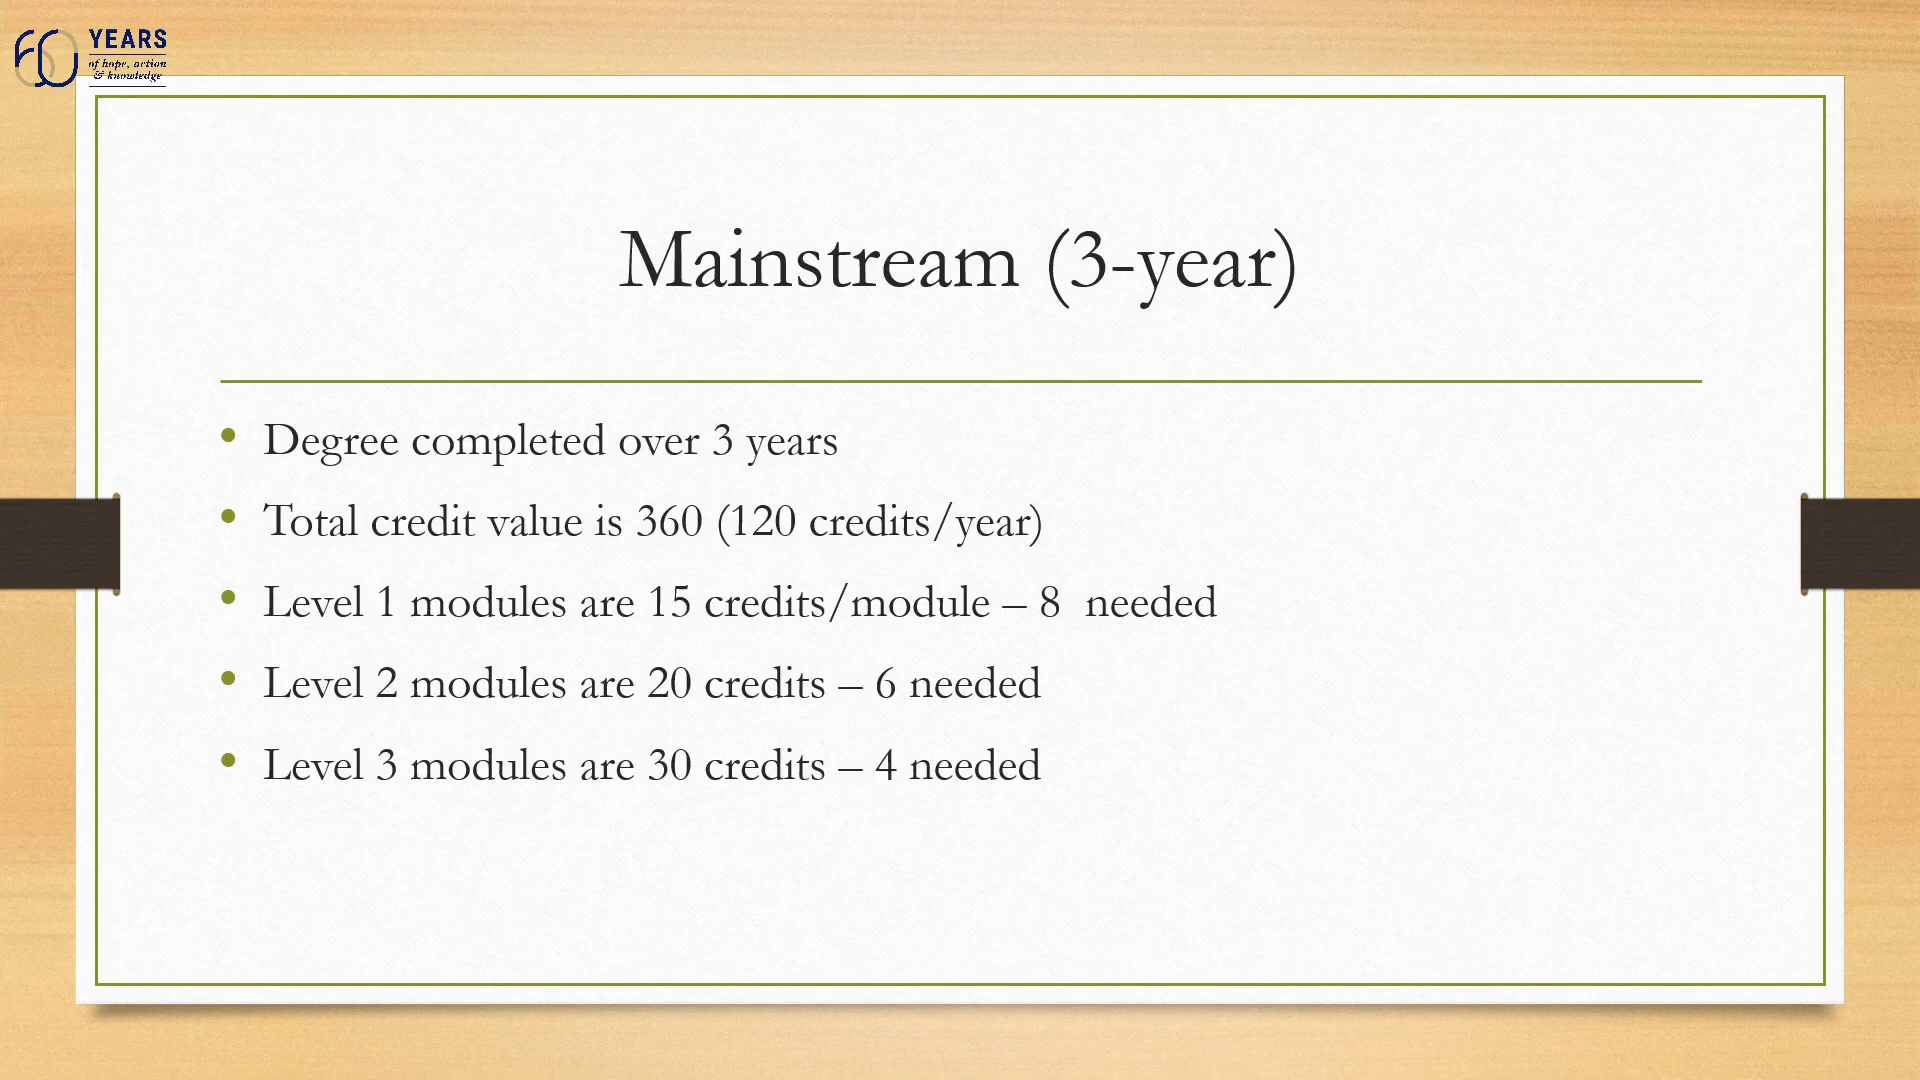 60 YEARS
of hope, action
& knowledge
Mainstream (3-year)
• Degree completed over 3 years
• Total credit value is 360 (120 credits/year)
• Level 1 modules are 15 credits/module – 8  needed
• Level 2 modules are 20 credits – 6 needed
• Level 3 modules are 30 credits – 4 needed